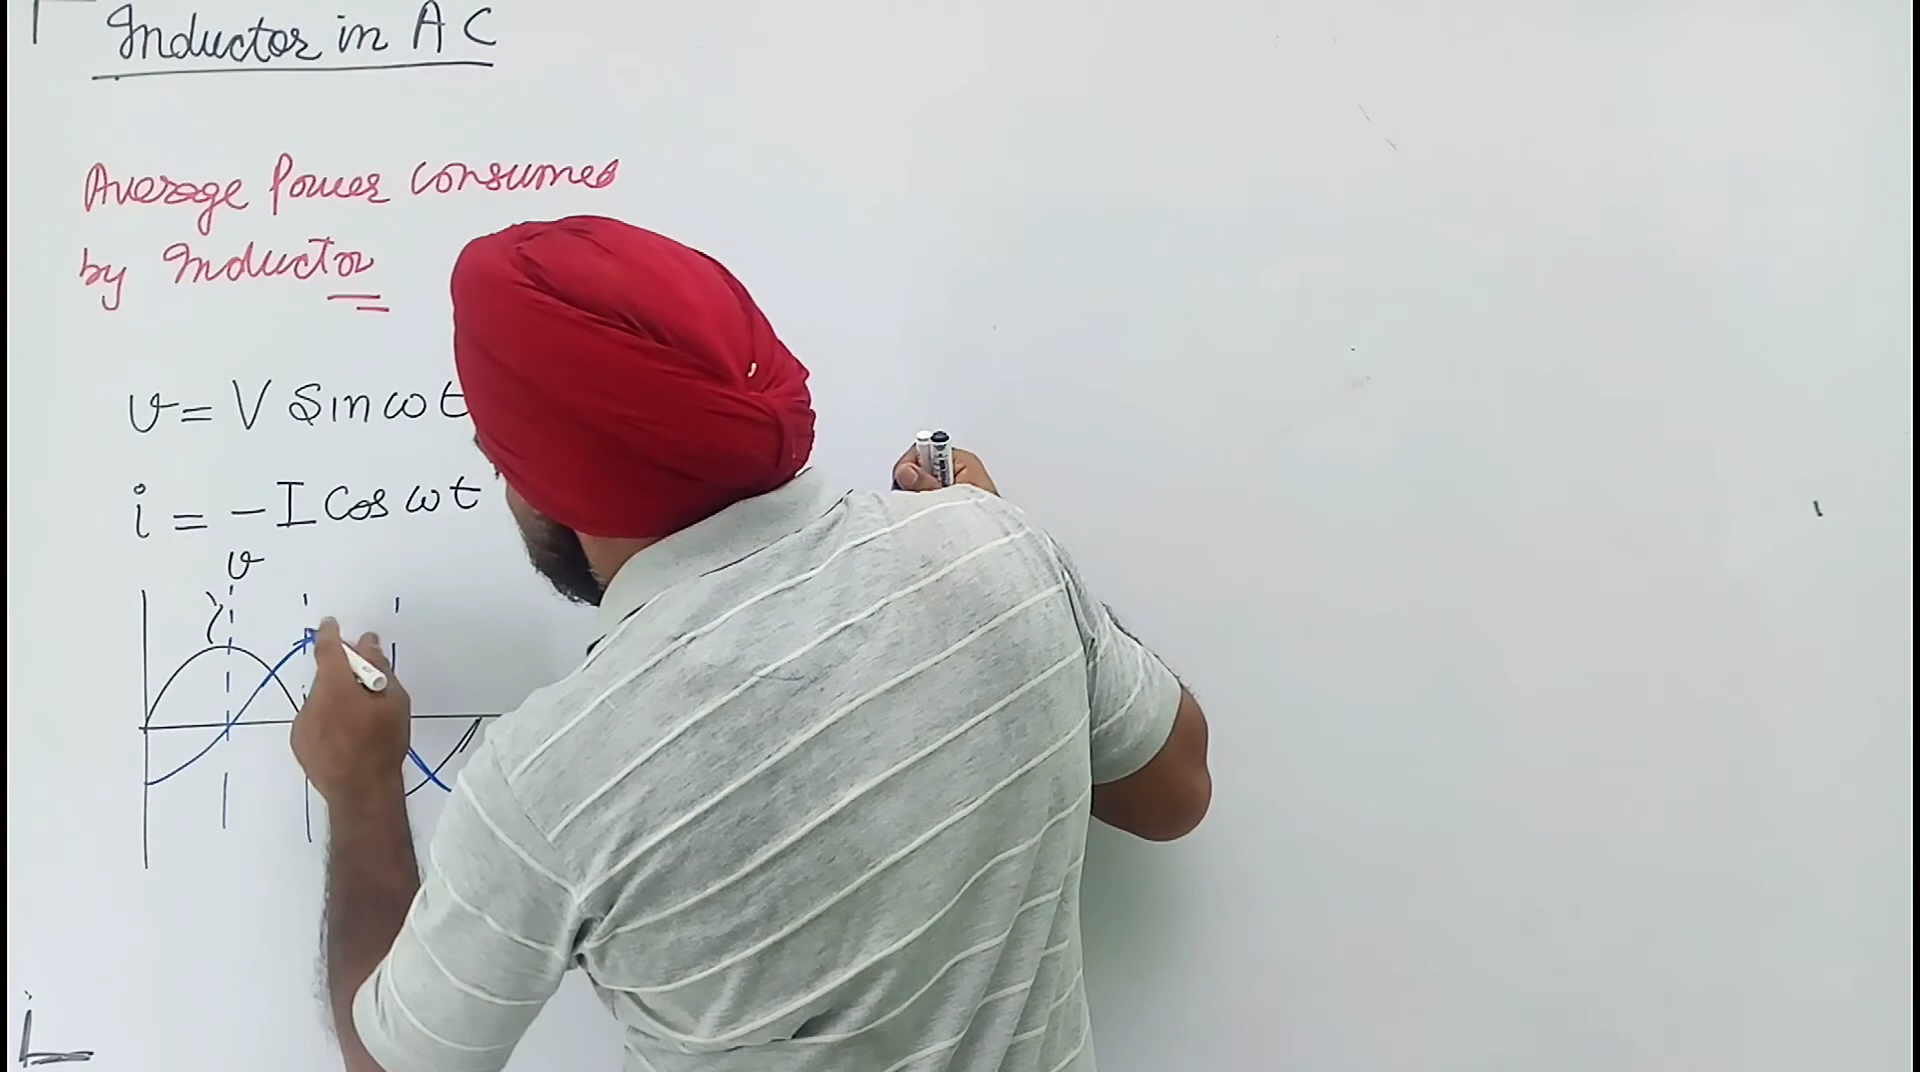 Inductor in AC
Average Power consumed
by Inductor
v = V Sin ωt
i = -I Cos ωt
v